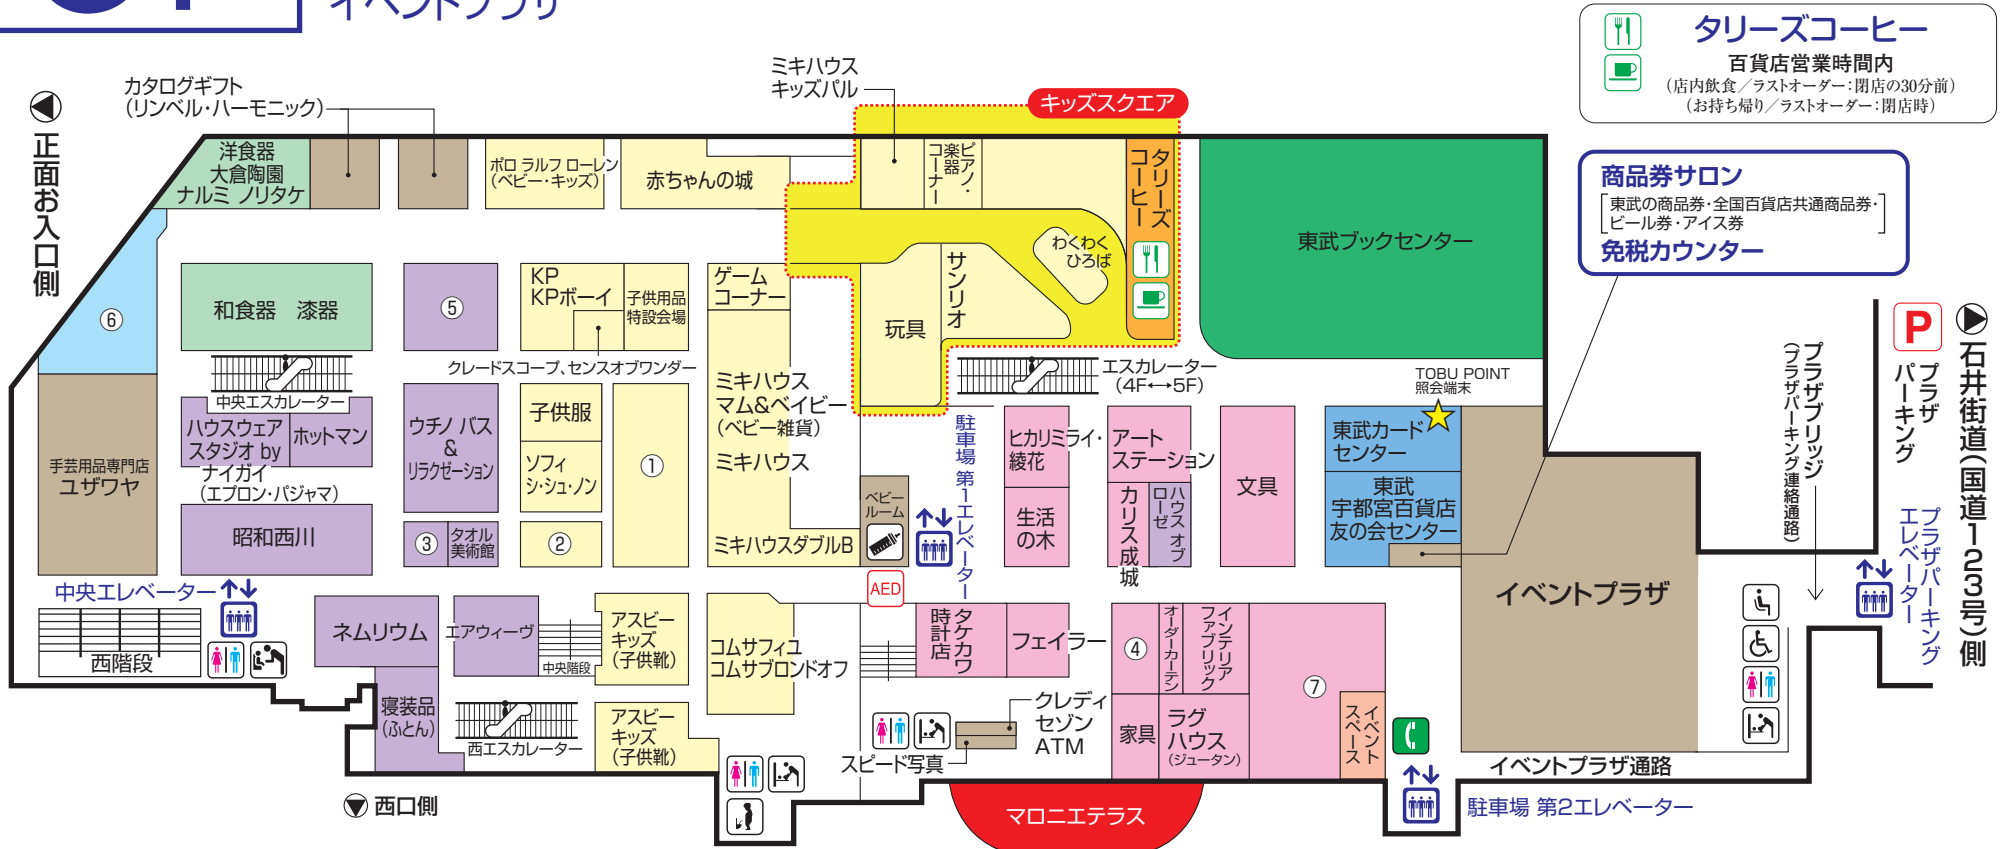 イベントプラザ
タリーズコーヒー
百貨店営業時間内
(店内飲食／ラストオーダー：閉店の30分前)
(お持ち帰り／ラストオーダー：閉店時)
ミキハウス
キッズパル
キッズスクエア
カタログギフト
(リンベル・ハーモニック)
正面お入口側
洋食器
大倉陶園
ナルミ ノリタケ
ポロ ラルフ ローレン
(ベビー・キッズ)
赤ちゃんの城
ピアノ・
楽器
コーナー
タリーズ
コーヒー
商品券サロン
東武の商品券・全国百貨店共通商品券・
ビール券・アイス券
免税カウンター
東武ブックセンター
わくわく
ひろば
サンリオ
玩具
⑥
和食器 漆器
⑤
KP
KPボーイ
子供用品
特設会場
ゲーム
コーナー
クレードスコープ、センスオブワンダー
中央エスカレーター
エスカレーター
(4F↔5F)
TOBU POINT
照会端末
プラザブリッジ
(プラザパーキング連絡通路)
P
プラザ
パーキング
石井街道(国道123号)側
手芸用品専門店
ユザワヤ
ハウスウェア
スタジオ by
ナイガイ
(エプロン・パジャマ)
ホットマン
ウチノ バス
&
リラクゼーション
子供服
ソフィ
シ・シュ・ノン
①
ミキハウス
マム&ベイビー
(ベビー雑貨)
ミキハウス
ミキハウスダブルB
ベビー
ルーム
駐車場 第1エレベーター
ヒカリミライ・
綾花
アート
ステーション
文具
東武カード
センター
東武
宇都宮百貨店
友の会センター
昭和西川
③
タオル
美術館
②
AED
生活
の木
カリス成城
ハウス オブ
ローゼ
イベントプラザ
プラザパーキング
エレベーター
中央エレベーター
西階段
ネムリウム
エアウィーヴ
中央階段
アスビー
キッズ
(子供靴)
コムサフィユ
コムサブロンドオフ
タケカワ
時計店
フェイラー
④
オーダーカーテン
インテリア
ファブリック
⑦
寝装品
(ふとん)
西エスカレーター
アスビー
キッズ
(子供靴)
スピード写真
クレディ
セゾン
ATM
家具
ラグ
ハウス
(ジュータン)
イベント
スペース
イベントプラザ通路
西口側
マロニエテラス
駐車場 第2エレベーター